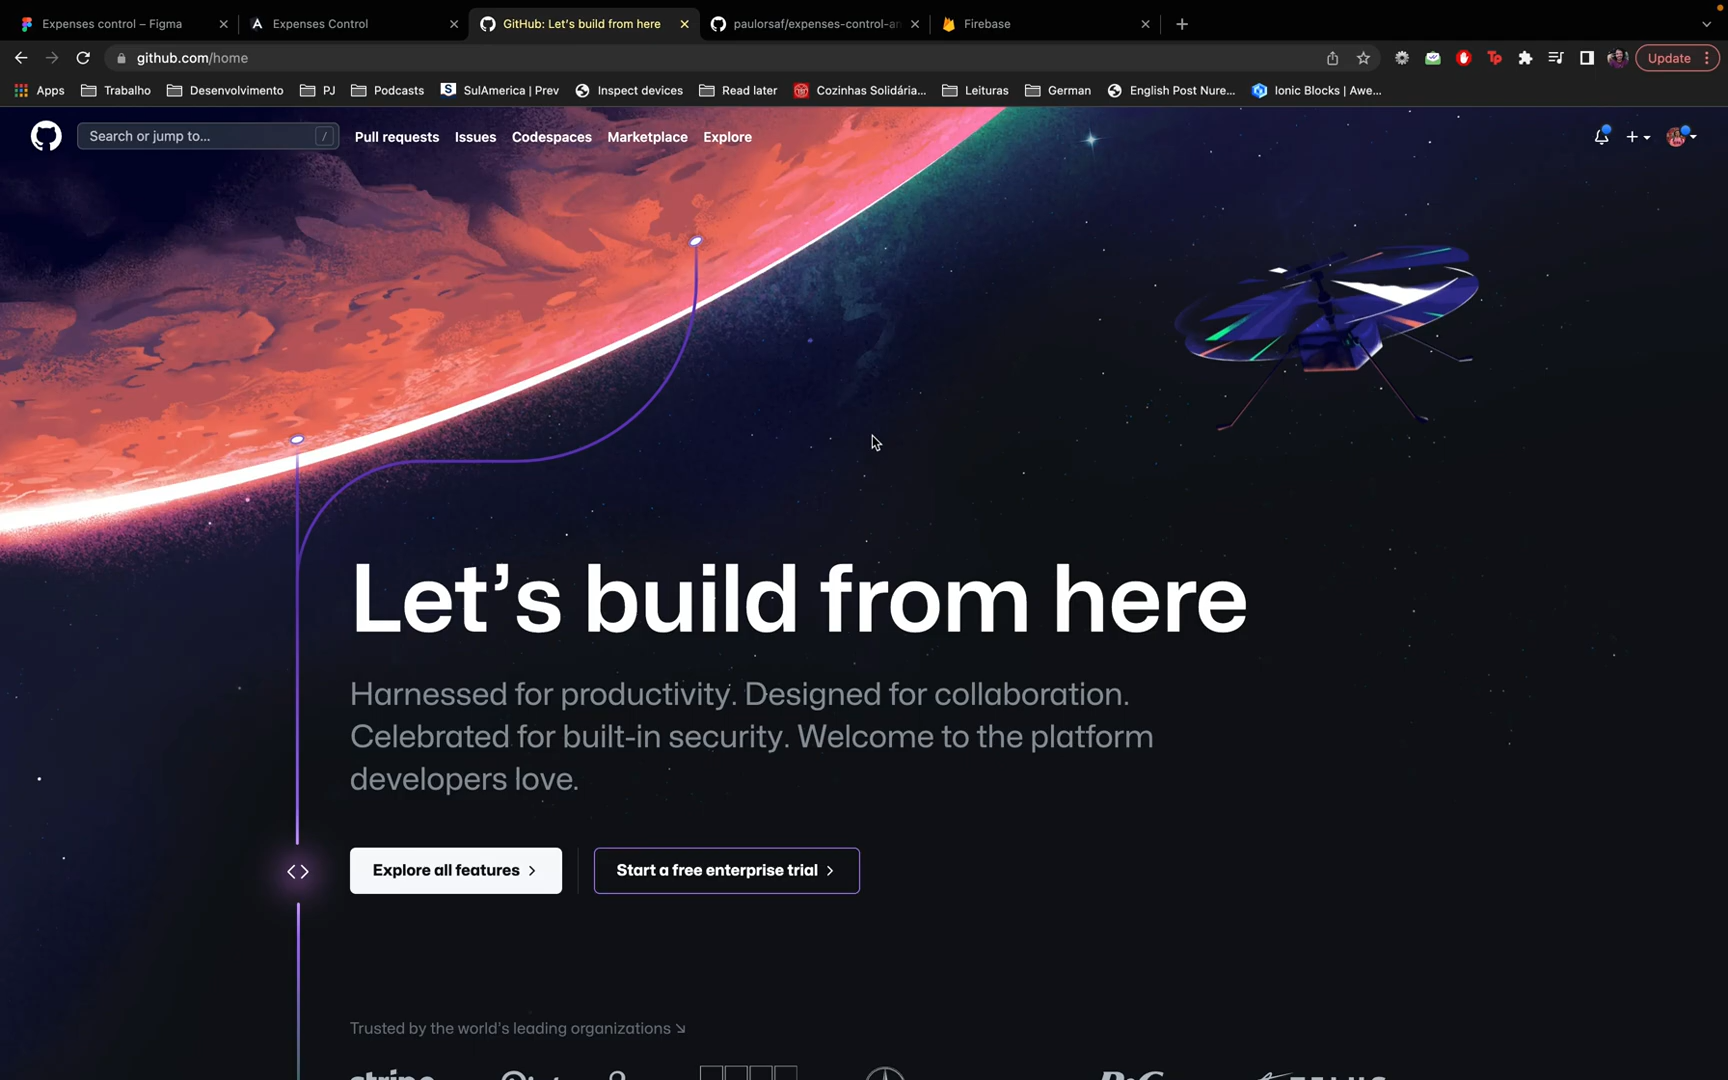 Expenses control – Figma
Expenses Control
GitHub: Let’s build from here
paulorsaf/expenses-control-an
Firebase
github.com/home
Update
Apps
Trabalho
Desenvolvimento
PJ
Podcasts
SulAmerica | Prev
Inspect devices
Read later
Cozinhas Solidária...
Leituras
German
English Post Nure...
Ionic Blocks | Awe...
Search or jump to...
/
Pull requests
Issues
Codespaces
Marketplace
Explore
Let’s build from here
Harnessed for productivity. Designed for collaboration.
Celebrated for built-in security. Welcome to the platform
developers love.
Explore all features
Start a free enterprise trial
Trusted by the world’s leading organizations
stripe
P&G
TELUS